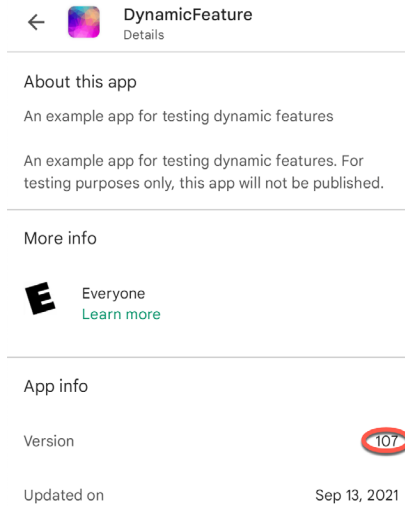 DynamicFeature
Details
About this app
An example app for testing dynamic features
An example app for testing dynamic features. For
testing purposes only, this app will not be published.
More info
E
Everyone
Learn more
App info
Version 107
Updated on Sep 13, 2021